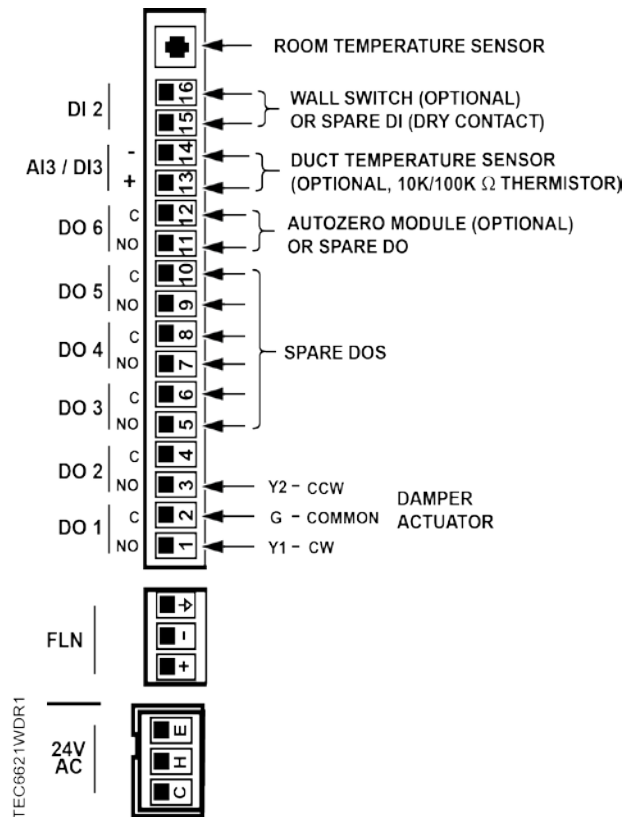 ROOM TEMPERATURE SENSOR
DI 2
16
15
WALL SWITCH (OPTIONAL)
OR SPARE DI (DRY CONTACT)
AI3 / DI3
-
+
14
13
DUCT TEMPERATURE SENSOR
(OPTIONAL, 10K/100K Ω THERMISTOR)
DO 6
C
NO
12
11
AUTOZERO MODULE (OPTIONAL)
OR SPARE DO
DO 5
C
NO
10
9
DO 4
C
NO
8
7
SPARE DOS
DO 3
C
NO
6
5
DO 2
C
NO
4
3
Y2 - CCW
DO 1
C
NO
2
1
G - COMMON
Y1 - CW
DAMPER
ACTUATOR
FLN
-
+
24V
AC
E
H
C
TEC6621WDR1